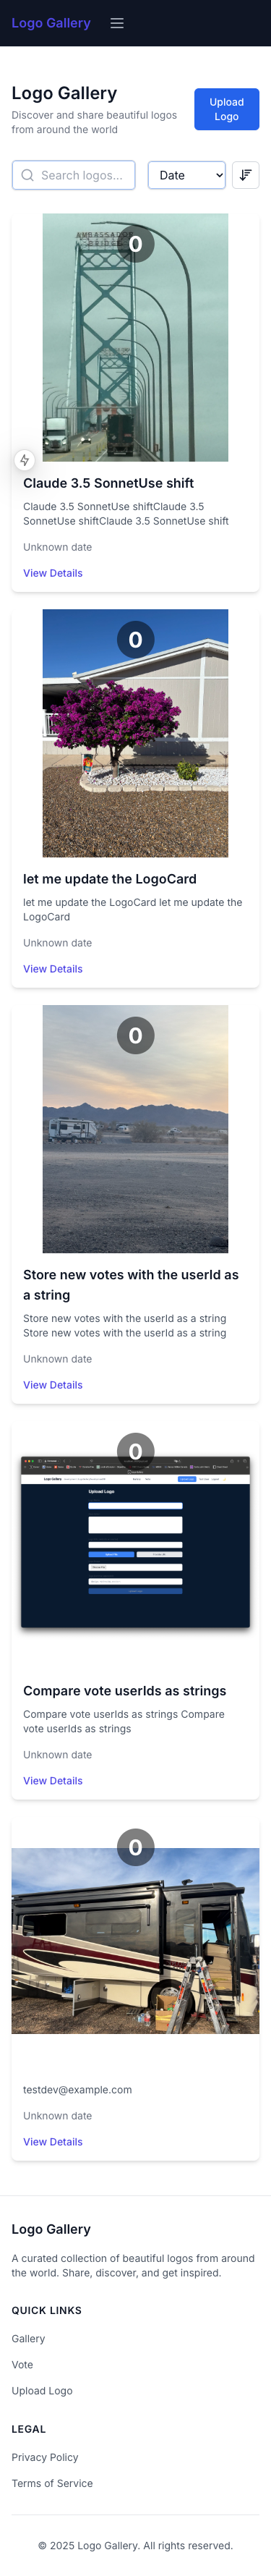 Logo Gallery
Logo Gallery
Discover and share beautiful logos
from around the world
Upload
Logo
Search logos...
Date
AMBASSADOR
BRIDGE
0
Claude 3.5 SonnetUse shift
Claude 3.5 SonnetUse shiftClaude 3.5
SonnetUse shiftClaude 3.5 SonnetUse shift
Unknown date
View Details
0
let me update the LogoCard
let me update the LogoCard let me update the
LogoCard
Unknown date
View Details
0
Store new votes with the userId as
a string
Store new votes with the userId as a string
Store new votes with the userId as a string
Unknown date
View Details
0
Upload Logo
Compare vote userIds as strings
Compare vote userIds as strings Compare
vote userIds as strings
Unknown date
View Details
0
testdev@example.com
Unknown date
View Details
Logo Gallery
A curated collection of beautiful logos from around
the world. Share, discover, and get inspired.
QUICK LINKS
Gallery
Vote
Upload Logo
LEGAL
Privacy Policy
Terms of Service
© 2025 Logo Gallery. All rights reserved.